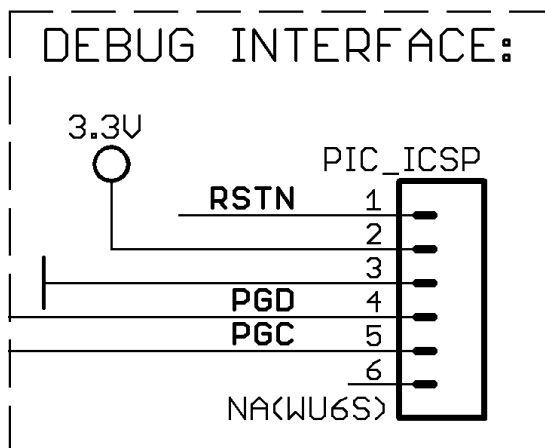 DEBUG INTERFACE:
3.3V
PIC_ICSP
RSTN 1
2
3
PGD 4
PGC 5
6
NA(WU6S)